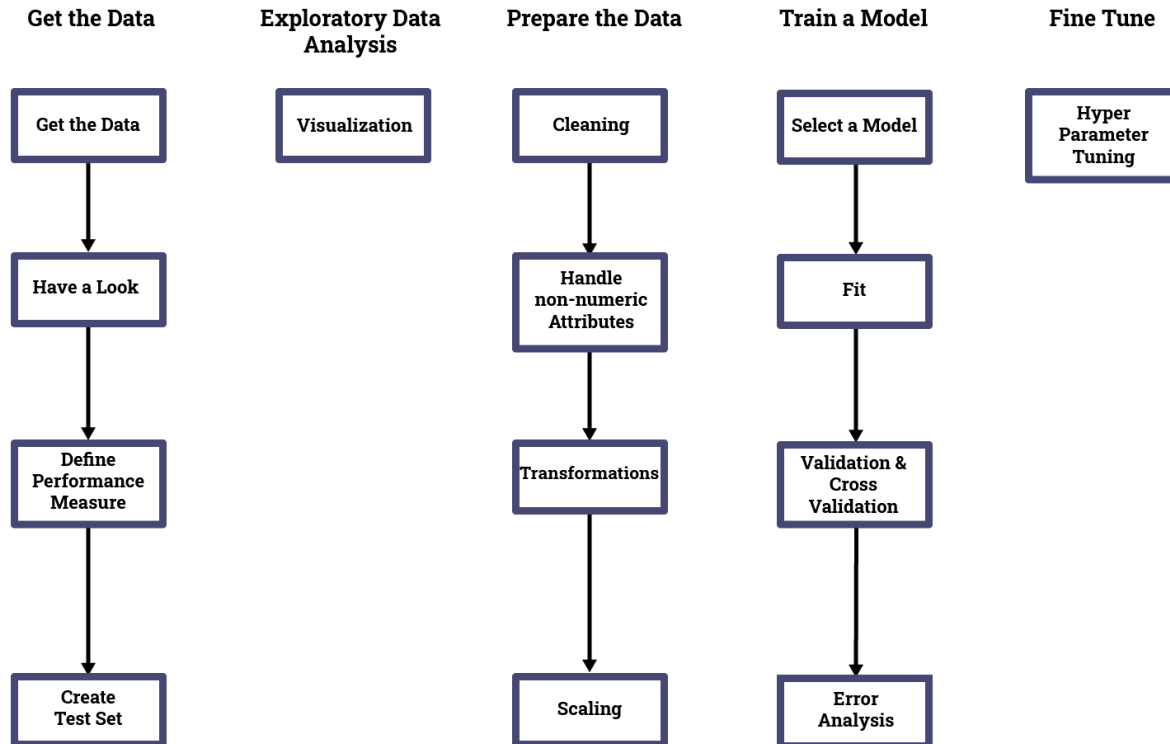 Get the Data
Exploratory Data
Analysis
Prepare the Data
Train a Model
Fine Tune
Get the Data
Have a Look
Define
Performance
Measure
Create
Test Set
Visualization
Cleaning
Handle
non-numeric
Attributes
Transformations
Scaling
Select a Model
Fit
Validation &
Cross
Validation
Error
Analysis
Hyper
Parameter
Tuning